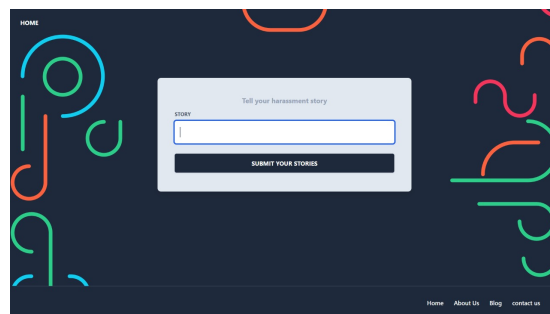 HOME
Tell your harassment story
STORY
SUBMIT YOUR STORIES
Home About Us Blog contact us